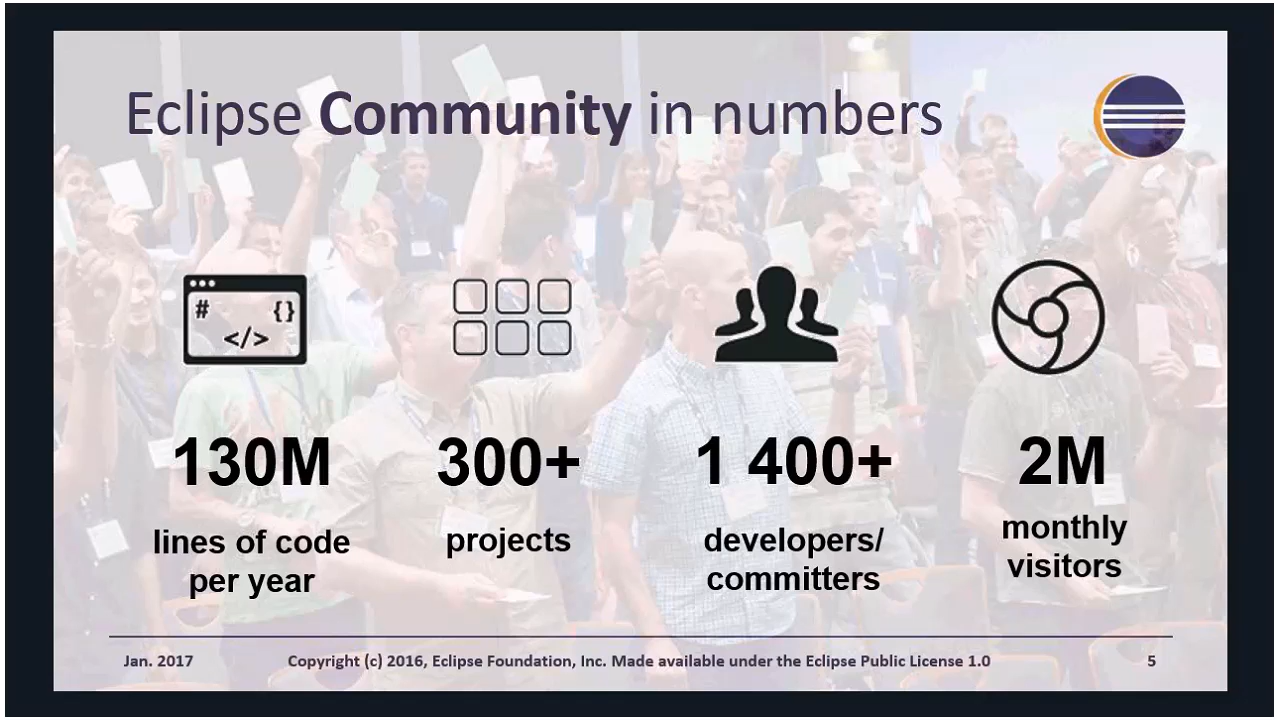 Eclipse Community in numbers
# {}
</>
130M
lines of code
per year
300+
projects
1 400+
developers/
committers
2M
monthly
visitors
Jan. 2017 Copyright (c) 2016, Eclipse Foundation, Inc. Made available under the Eclipse Public License 1.0 5